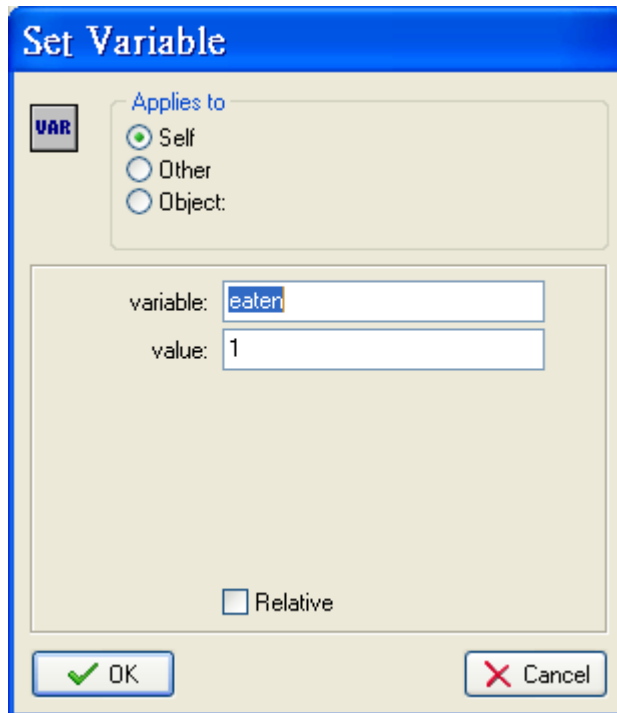 Set Variable
VAR
Applies to
Self
Other
Object:
variable: eaten
value: 1
Relative
OK
Cancel